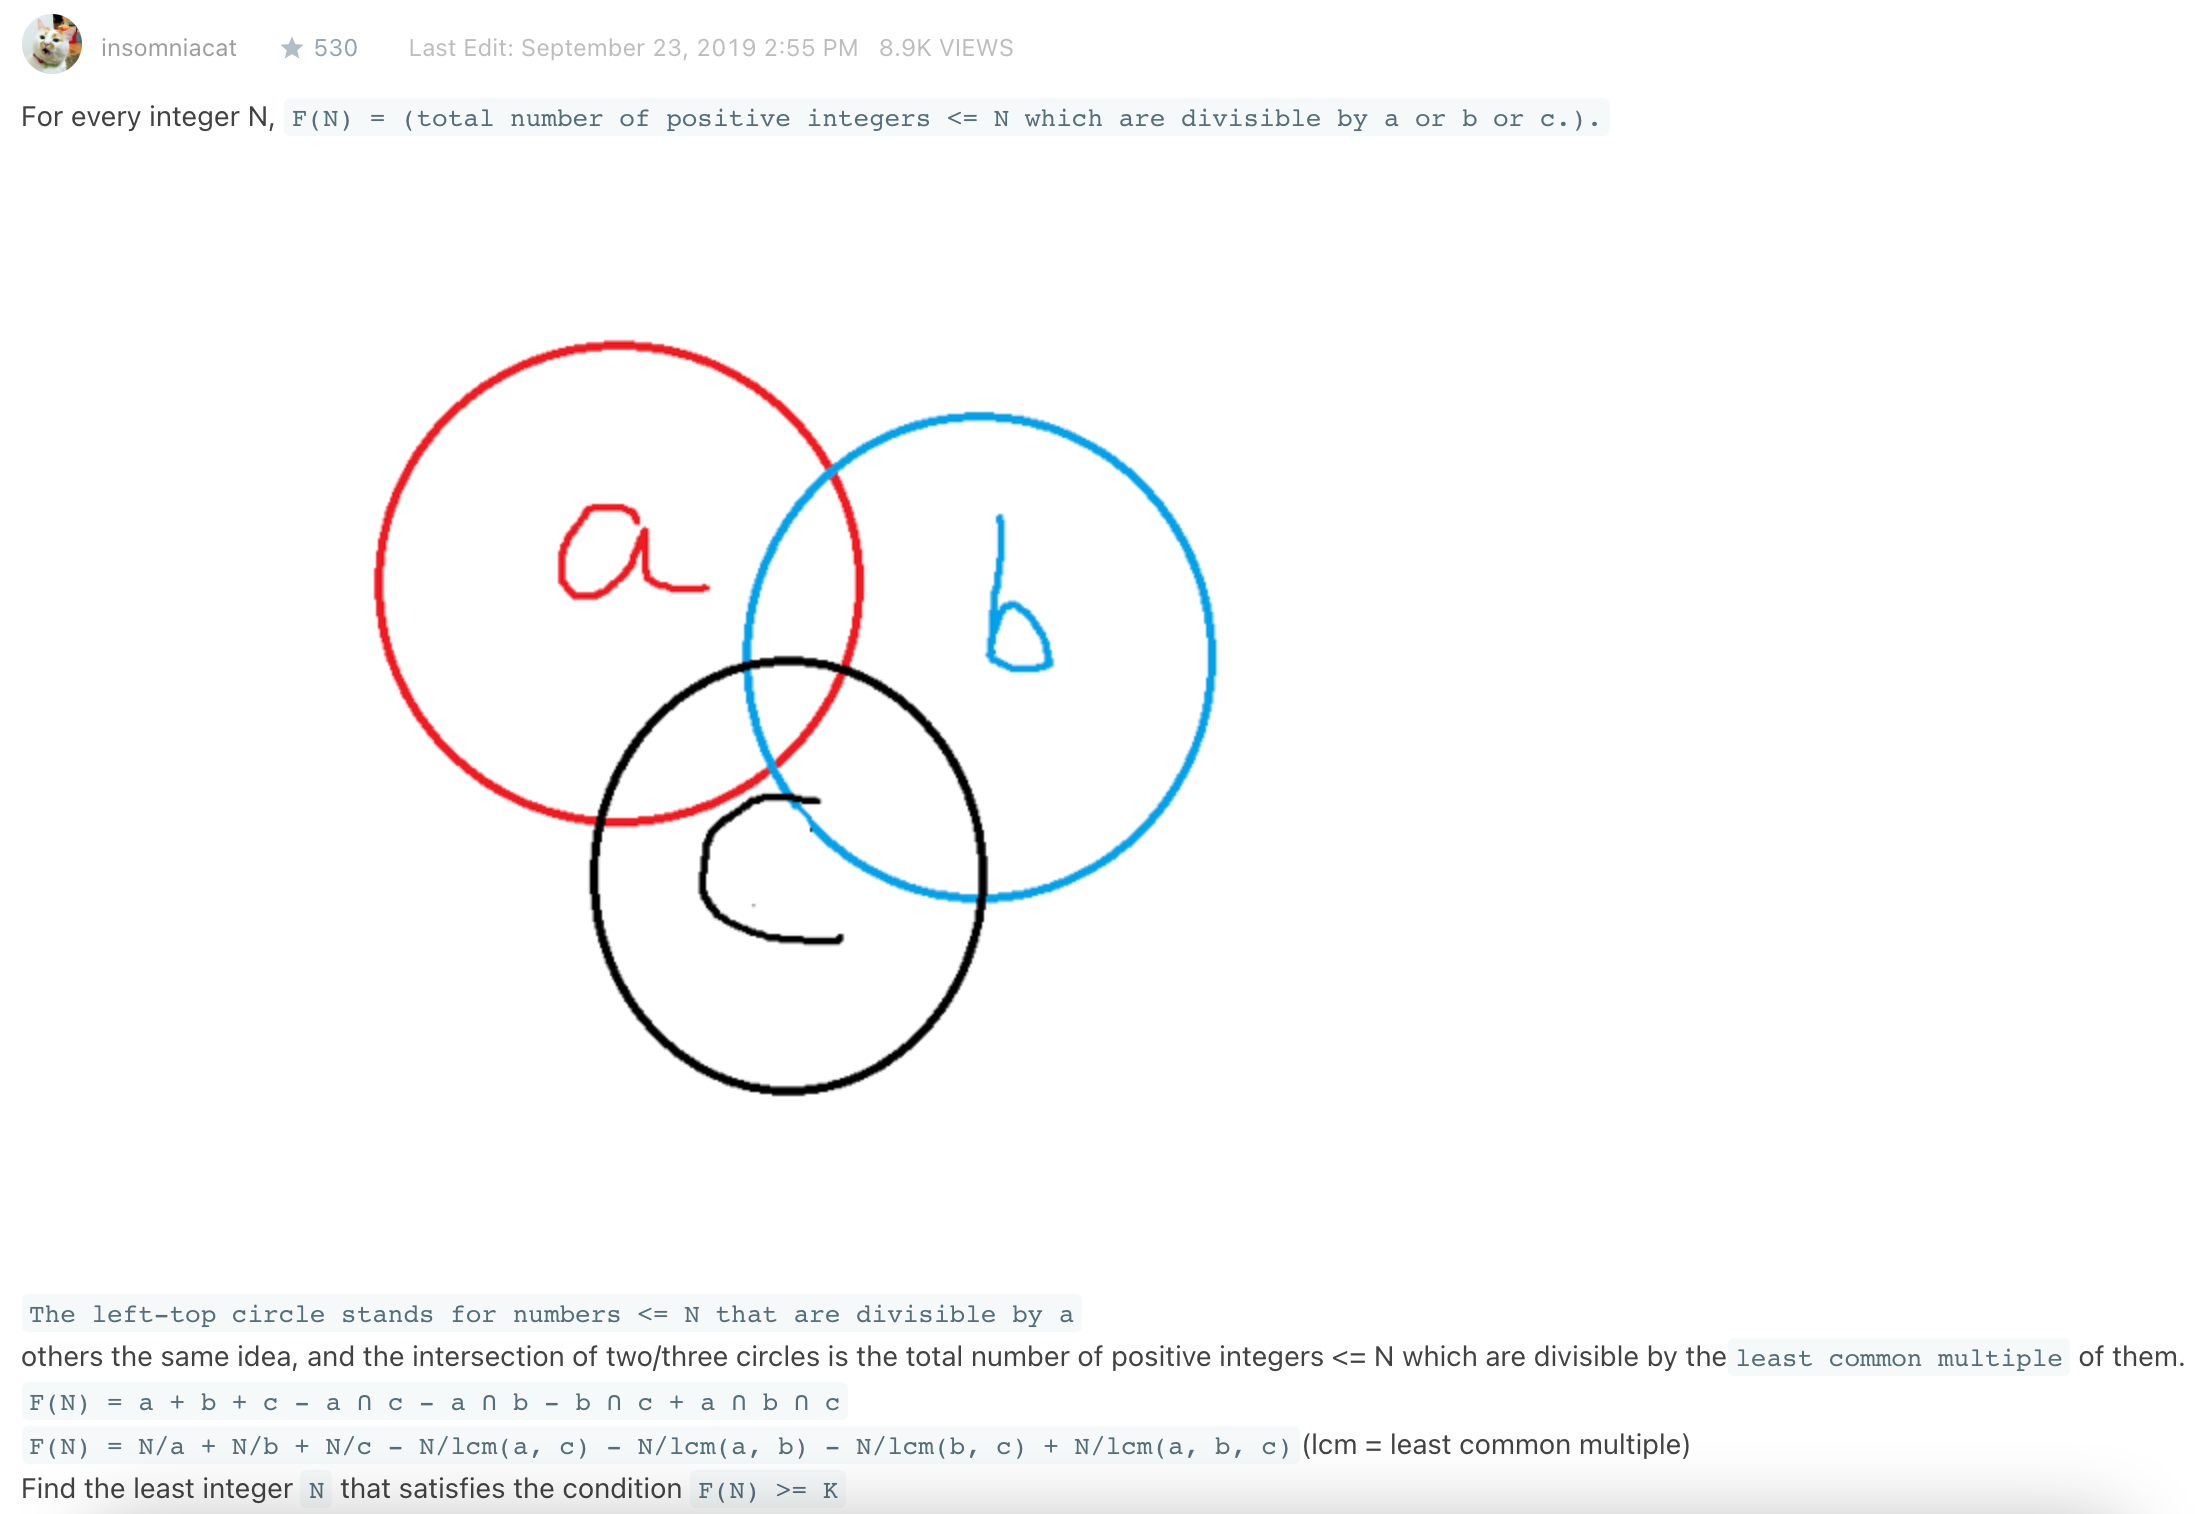 insomniacat ★ 530 Last Edit: September 23, 2019 2:55 PM 8.9K VIEWS
For every integer N, F(N) = (total number of positive integers <= N which are divisible by a or b or c.).
a
b
C
The left-top circle stands for numbers <= N that are divisible by a
others the same idea, and the intersection of two/three circles is the total number of positive integers <= N which are divisible by the least common multiple of them.
F(N) = a + b + c - a ∩ c - a ∩ b - b ∩ c + a ∩ b ∩ c
F(N) = N/a + N/b + N/c - N/lcm(a, c) - N/lcm(a, b) - N/lcm(b, c) + N/lcm(a, b, c) (lcm = least common multiple)
Find the least integer N that satisfies the condition F(N) >= K